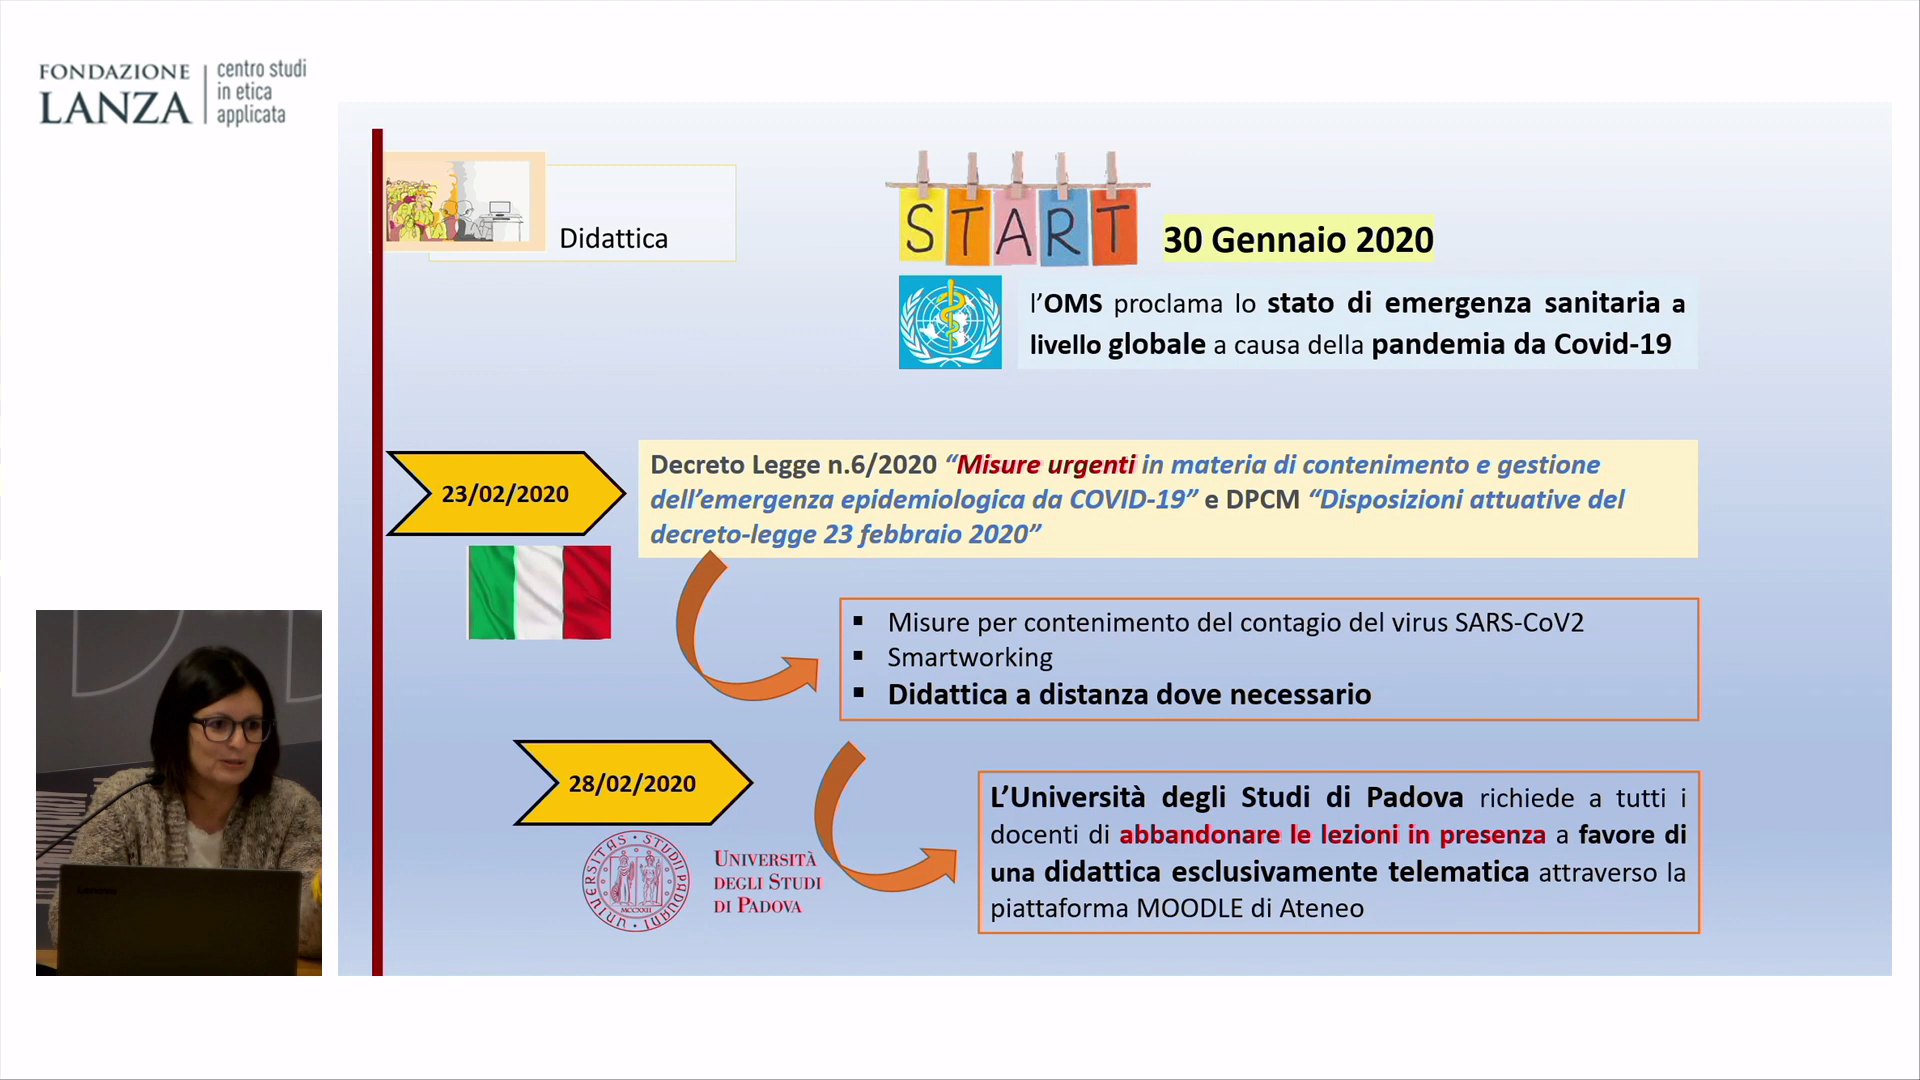 FONDAZIONE
LANZA
centro studi
in etica
applicata
Didattica
START
30 Gennaio 2020
l’OMS proclama lo stato di emergenza sanitaria a
livello globale a causa della pandemia da Covid-19
23/02/2020
Decreto Legge n.6/2020 “Misure urgenti in materia di contenimento e gestione
dell’emergenza epidemiologica da COVID-19” e DPCM “Disposizioni attuative del
decreto-legge 23 febbraio 2020”
▪ Misure per contenimento del contagio del virus SARS-CoV2
▪ Smartworking
▪ Didattica a distanza dove necessario
28/02/2020
L’Università degli Studi di Padova richiede a tutti i
docenti di abbandonare le lezioni in presenza a favore di
una didattica esclusivamente telematica attraverso la
piattaforma MOODLE di Ateneo
UNIVERSITAS STUDII PADUANI
MCCXXII
UNIVERSITÀ
DEGLI STUDI
DI PADOVA
Lenovo